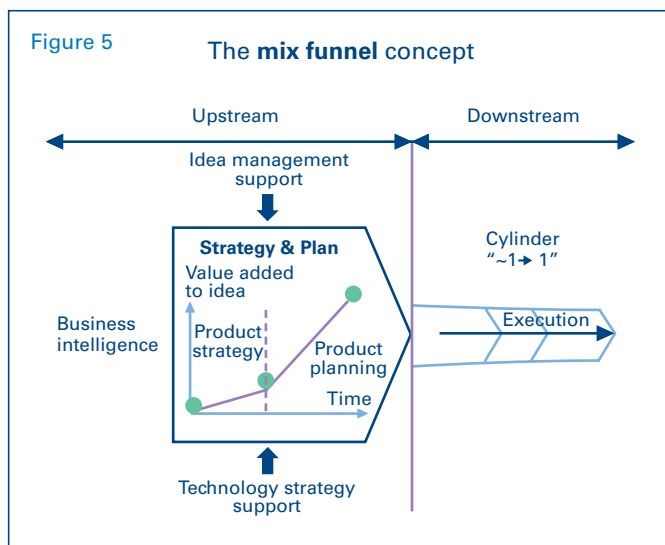 Figure 5
The mix funnel concept
Upstream
Downstream
Idea management
support
Strategy & Plan
Value added
to idea
Product
strategy
Product
planning
Time
Business
intelligence
Technology strategy
support
Cylinder
“~1→ 1”
Execution